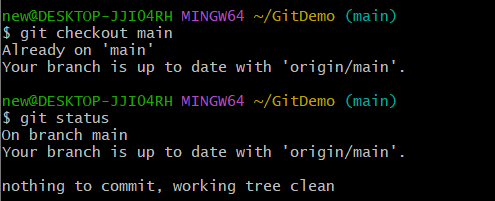 new@DESKTOP-JJIO4RH MINGW64 ~/GitDemo (main)
$ git checkout main
Already on 'main'
Your branch is up to date with 'origin/main'.
new@DESKTOP-JJIO4RH MINGW64 ~/GitDemo (main)
$ git status
On branch main
Your branch is up to date with 'origin/main'.
nothing to commit, working tree clean